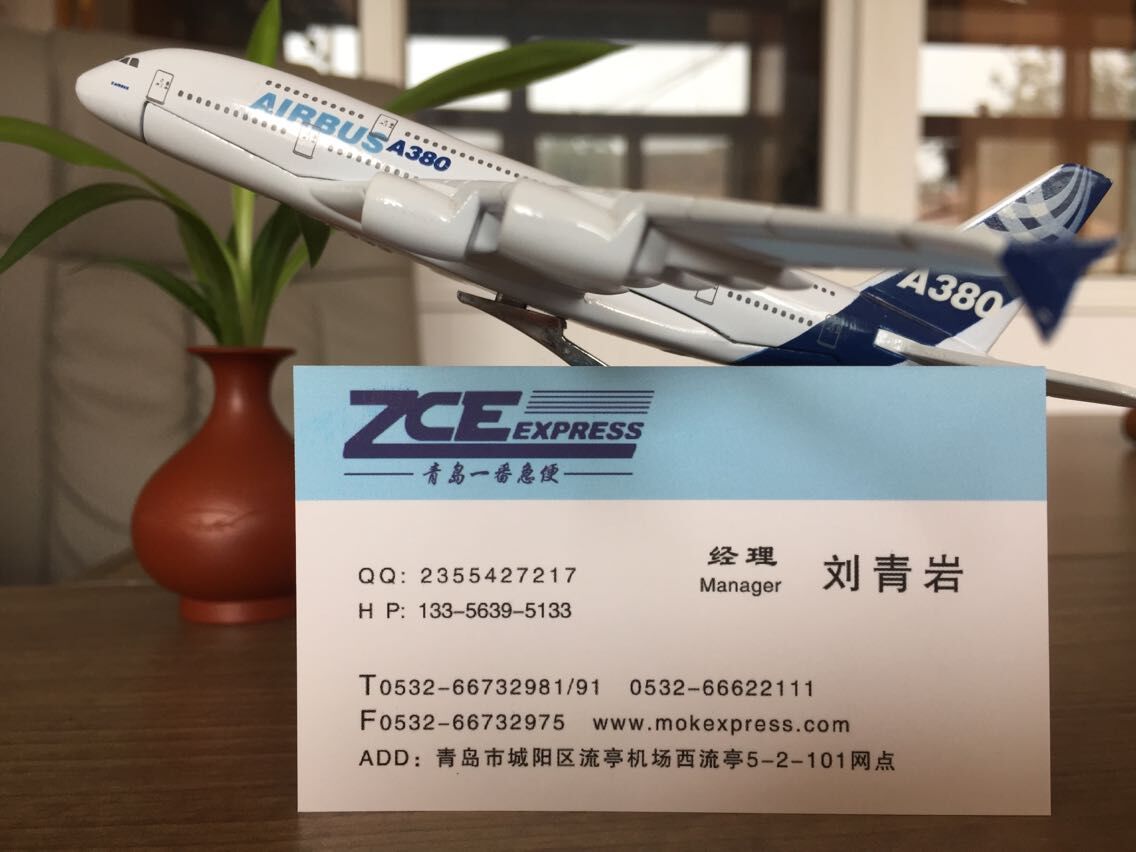 AIRBUS A380
A380
ZCE EXPRESS
青岛一番急便
经理
Manager
刘青岩
QQ: 2355427217
H P: 133-5639-5133
T0532-66732981/91 0532-66622111
F0532-66732975 www.mokexpress.com
ADD: 青岛市城阳区流亭机场西流亭5-2-101网点